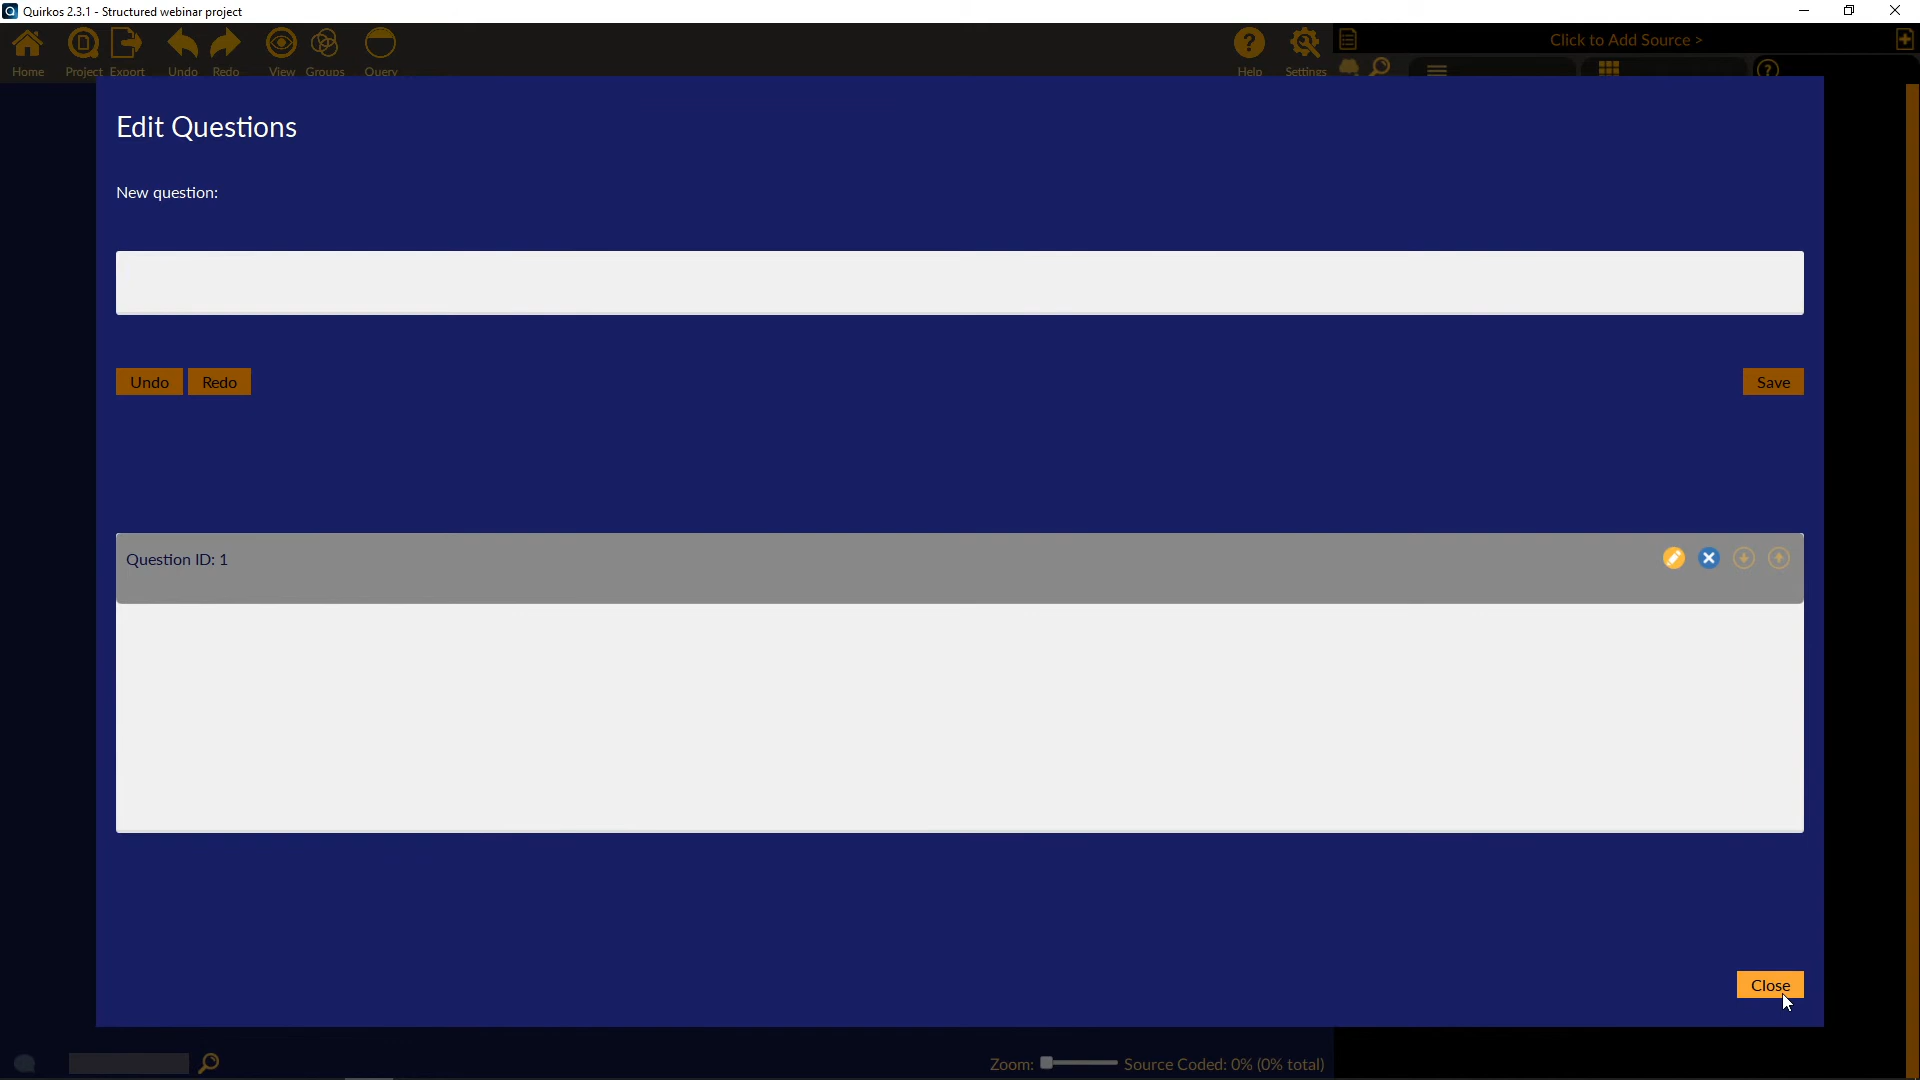 Quirkos 2.3.1 - Structured webinar project
Click to Add Source >
Home Project Export Undo Redo View Groups Query Help Settings
Edit Questions
New question:
Undo Redo Save
Question ID: 1
Close
Zoom: Source Coded: 0% (0% total)